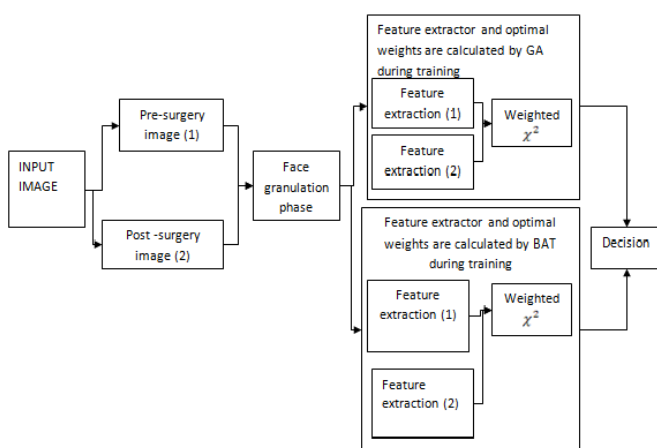 INPUT
IMAGE
Pre-surgery
image (1)
Post -surgery
image (2)
Face
granulation
phase
Feature extractor and optimal
weights are calculated by GA
during training
Feature
extraction (1)
Feature
extraction (2)
Weighted
χ²
Feature extractor and optimal
weights are calculated by BAT
during training
Feature
extraction (1)
Feature
extraction (2)
Weighted
χ²
Decision